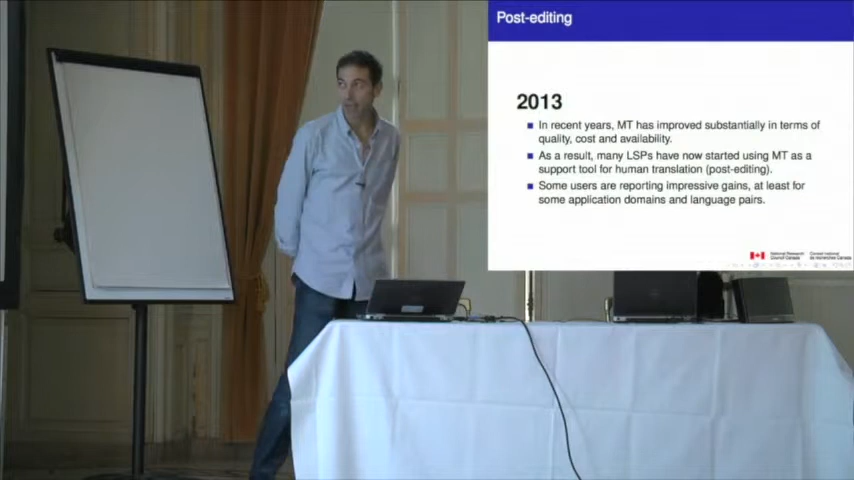 Post-editing
2013
In recent years, MT has improved substantially in terms of
quality, cost and availability.
As a result, many LSPs have now started using MT as a
support tool for human translation (post-editing).
Some users are reporting impressive gains, at least for
some application domains and language pairs.
National Research
Council Canada
Conseil national
de recherches Canada